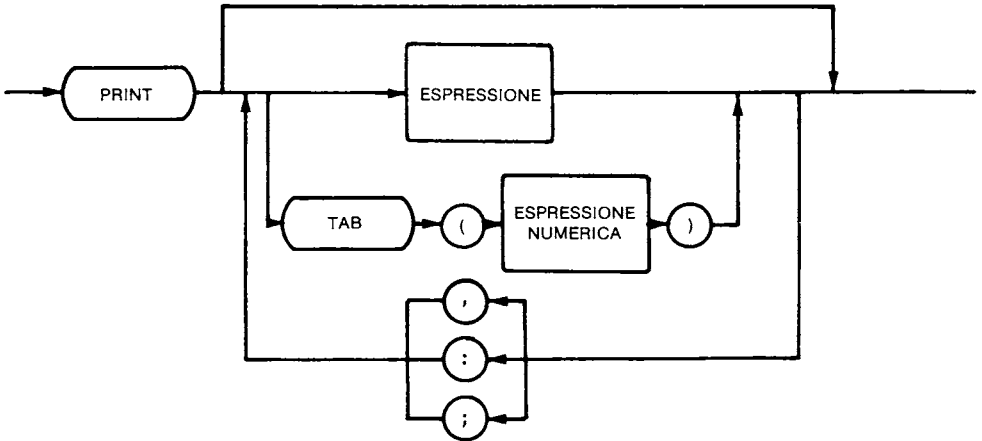 PRINT
ESPRESSIONE
TAB
(
ESPRESSIONE
NUMERICA
)
,
:
;